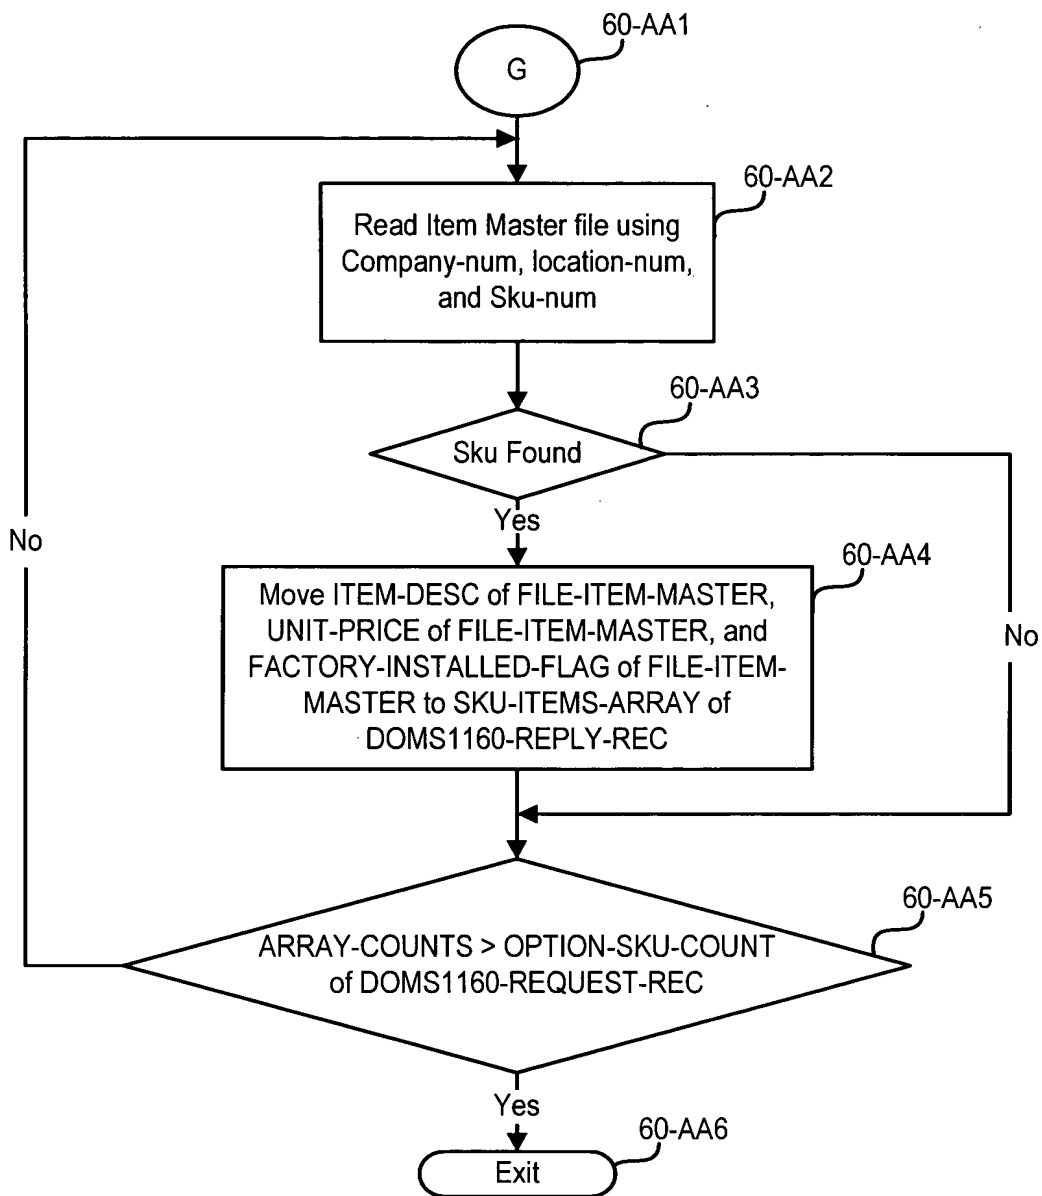 60-AA1
G
60-AA2
Read Item Master file using
Company-num, location-num,
and Sku-num
60-AA3
Sku Found
Yes
No
60-AA4
Move ITEM-DESC of FILE-ITEM-MASTER,
UNIT-PRICE of FILE-ITEM-MASTER, and
FACTORY-INSTALLED-FLAG of FILE-ITEM-
MASTER to SKU-ITEMS-ARRAY of
DOMS1160-REPLY-REC
No
60-AA5
ARRAY-COUNTS > OPTION-SKU-COUNT
of DOMS1160-REQUEST-REC
Yes
60-AA6
Exit